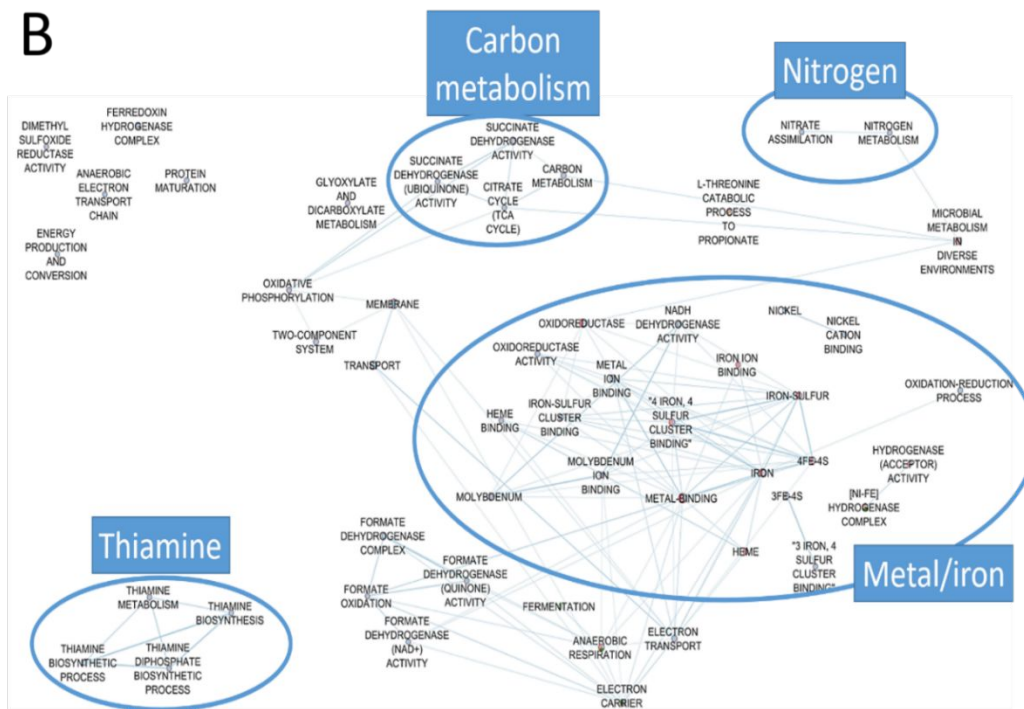 B
Carbon
metabolism
Nitrogen
DIMETHYL
SULFOXIDE
REDUCTASE
ACTIVITY
FERREDOXIN
HYDROGENASE
COMPLEX
ANAEROBIC
ELECTRON
TRANSPORT
CHAIN
PROTEIN
MATURATION
ENERGY
PRODUCTION
AND
CONVERSION
GLYOXYLATE
AND
DICARBOXYLATE
METABOLISM
SUCCINATE
DEHYDROGENASE
ACTIVITY
SUCCINATE
DEHYDROGENASE
(UBIQUINONE)
ACTIVITY
CITRATE
CYCLE
(TCA
CYCLE)
CARBON
METABOLISM
NITRATE
ASSIMILATION
NITROGEN
METABOLISM
L-THREONINE
CATABOLIC
PROCESS
TO
PROPIONATE
MICROBIAL
METABOLISM
IN
DIVERSE
ENVIRONMENTS
OXIDATIVE
PHOSPHORYLATION
MEMBRANE
TWO-COMPONENT
SYSTEM
TRANSPORT
OXIDOREDUCTASE
NADH
DEHYDROGENASE
ACTIVITY
NICKEL
NICKEL
CATION
BINDING
OXIDOREDUCTASE
ACTIVITY
METAL
ION
BINDING
IRON ION
BINDING
OXIDATION-REDUCTION
PROCESS
HEME
BINDING
IRON-SULFUR
CLUSTER
BINDING
"4 IRON, 4
SULFUR
CLUSTER
BINDING"
IRON-SULFUR
MOLYBDENUM
MOLYBDENUM
ION
BINDING
METAL-BINDING
IRON
4FE-4S
3FE-4S
HYDROGENASE
(ACCEPTOR)
ACTIVITY
[NI-FE]
HYDROGENASE
COMPLEX
HEME
"3 IRON, 4
SULFUR
CLUSTER
BINDING"
Metal/iron
Thiamine
THIAMINE
METABOLISM
THIAMINE
BIOSYNTHESIS
THIAMINE
BIOSYNTHETIC
PROCESS
THIAMINE
DIPHOSPHATE
BIOSYNTHETIC
PROCESS
FORMATE
DEHYDROGENASE
COMPLEX
FORMATE
DEHYDROGENASE
(QUINONE)
ACTIVITY
FORMATE
OXIDATION
FORMATE
DEHYDROGENASE
(NAD+)
ACTIVITY
FERMENTATION
ANAEROBIC
RESPIRATION
ELECTRON
TRANSPORT
ELECTRON
CARRIER